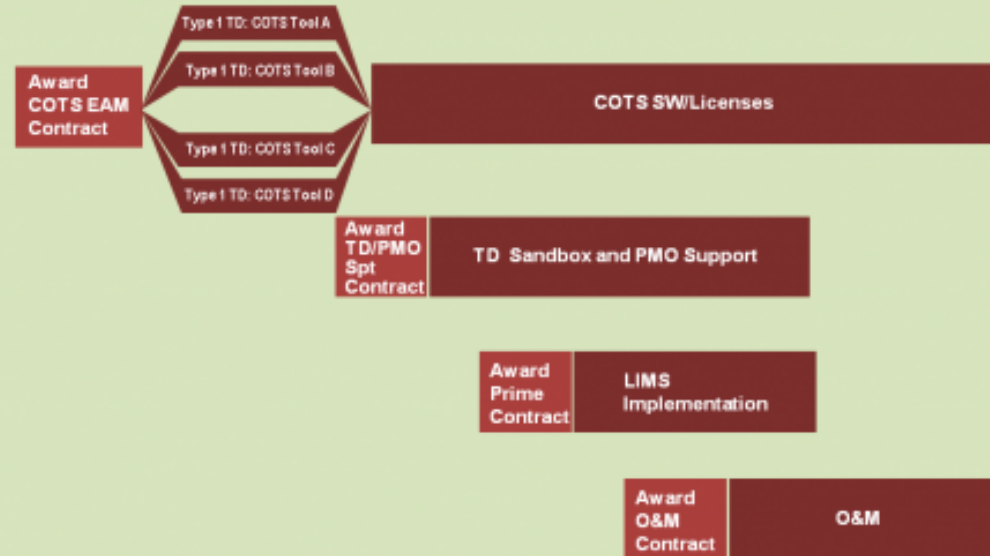 Type 1 TD: COTS Tool A
Type 1 TD: COTS Tool B
Award
COTS EAM
Contract
COTS SW/Licenses
Type 1 TD: COTS Tool C
Type 1 TD: COTS Tool D
Award
TD/PMO
Spt
Contract
TD Sandbox and PMO Support
Award
Prime
Contract
LIMS
Implementation
Award
O&M
Contract
O&M